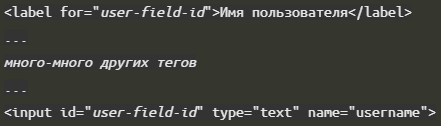 <label for="user-field-id">Имя пользователя</label>
...
много-много других тегов
...
<input id="user-field-id" type="text" name="username">